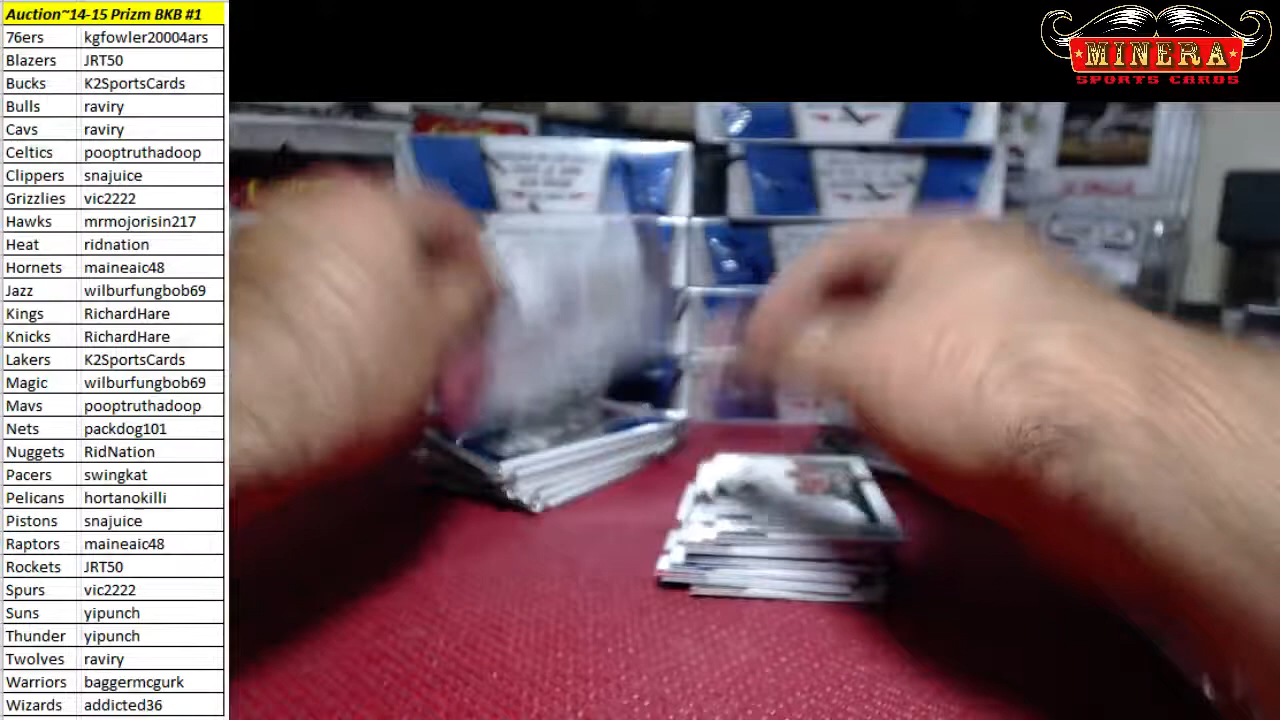 Auction~14-15 Prizm BKB #1
76ers kgfowler20004ars
Blazers JRT50
Bucks K2SportsCards
Bulls raviry
Cavs raviry
Celtics pooptruthadoop
Clippers snajuice
Grizzlies vic2222
Hawks mrmojorisin217
Heat ridnation
Hornets maineaic48
Jazz wilburfungbob69
Kings RichardHare
Knicks RichardHare
Lakers K2SportsCards
Magic wilburfungbob69
Mavs pooptruthadoop
Nets packdog101
Nuggets RidNation
Pacers swingkat
Pelicans hortanokilli
Pistons snajuice
Raptors maineaic48
Rockets JRT50
Spurs vic2222
Suns yipunch
Thunder yipunch
Twolves raviry
Warriors baggermcgurk
Wizards addicted36
MINERA
SPORTS CARDS